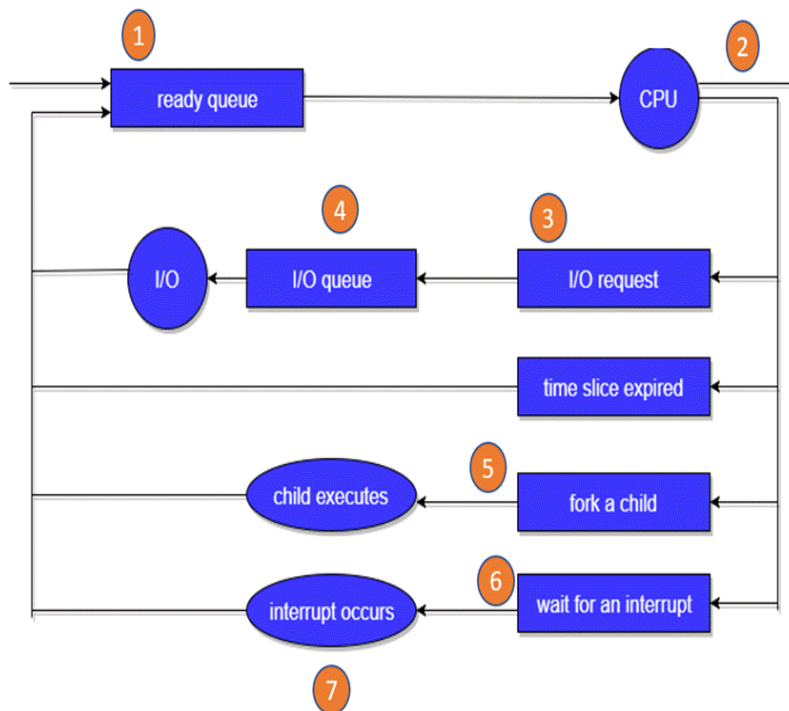 1
2
ready queue
CPU
4
3
I/O
I/O queue
I/O request
time slice expired
5
child executes
fork a child
6
interrupt occurs
wait for an interrupt
7